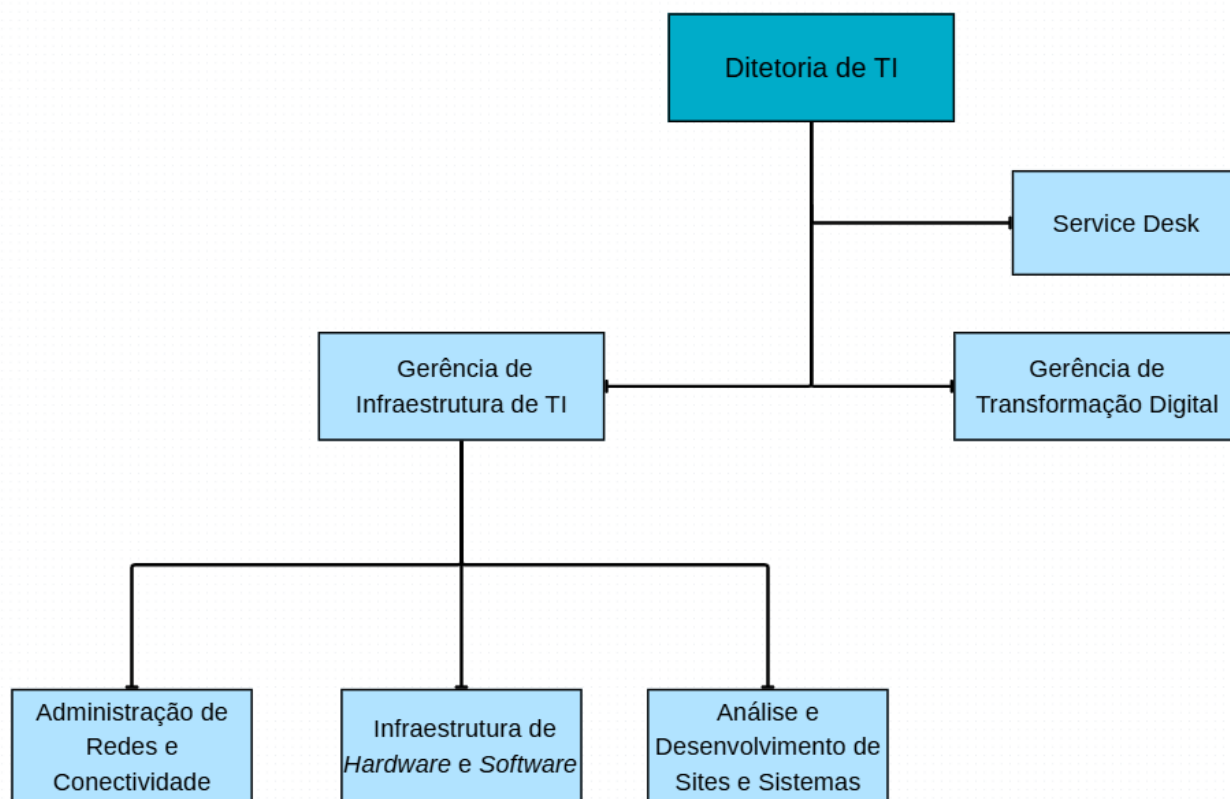 Ditetoria de TI
Service Desk
Gerência de
Infraestrutura de TI
Gerência de
Transformação Digital
Administração de
Redes e
Conectividade
Infraestrutura de
Hardware e Software
Análise e
Desenvolvimento de
Sites e Sistemas